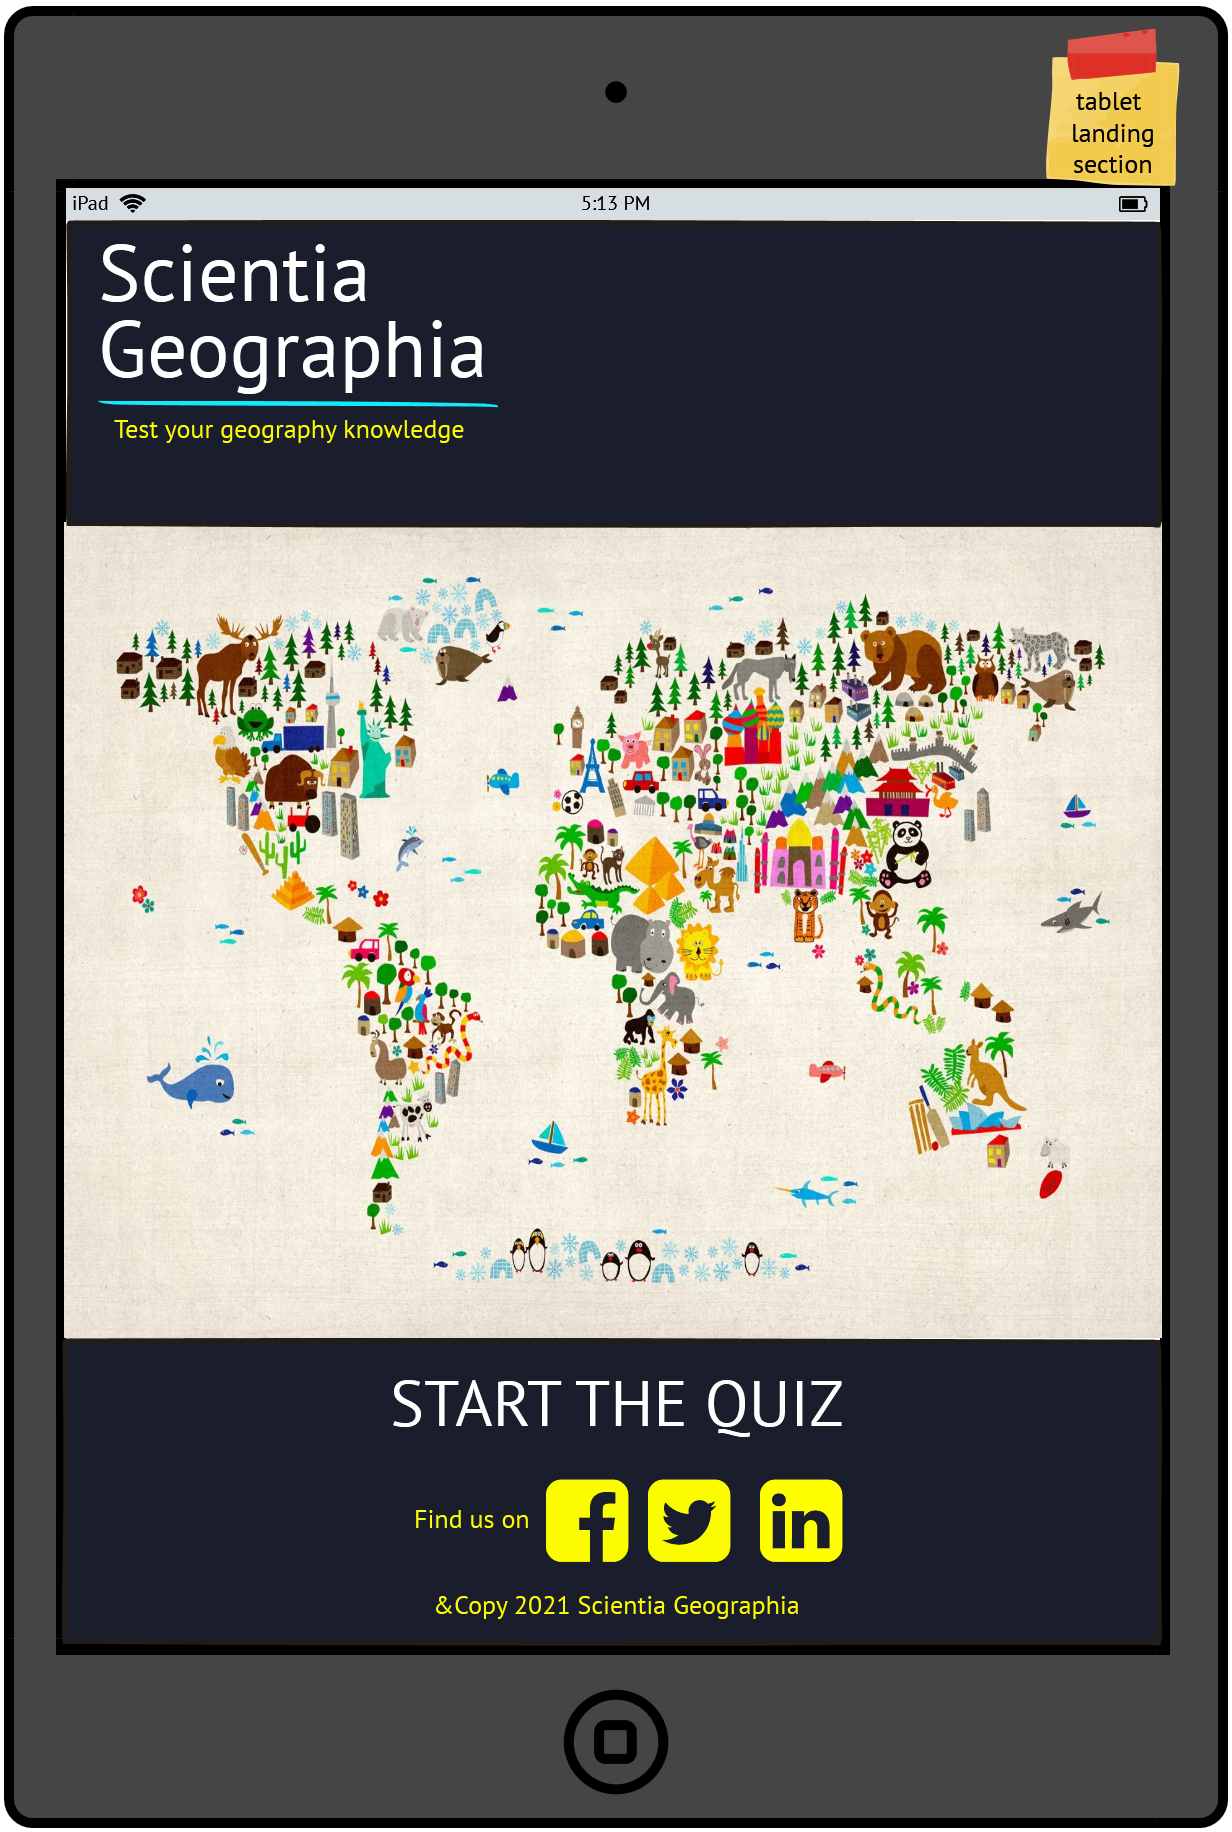 tablet
landing
section
iPad 5:13 PM
Scientia
Geographia
Test your geography knowledge
START THE QUIZ
Find us on
&Copy 2021 Scientia Geographia